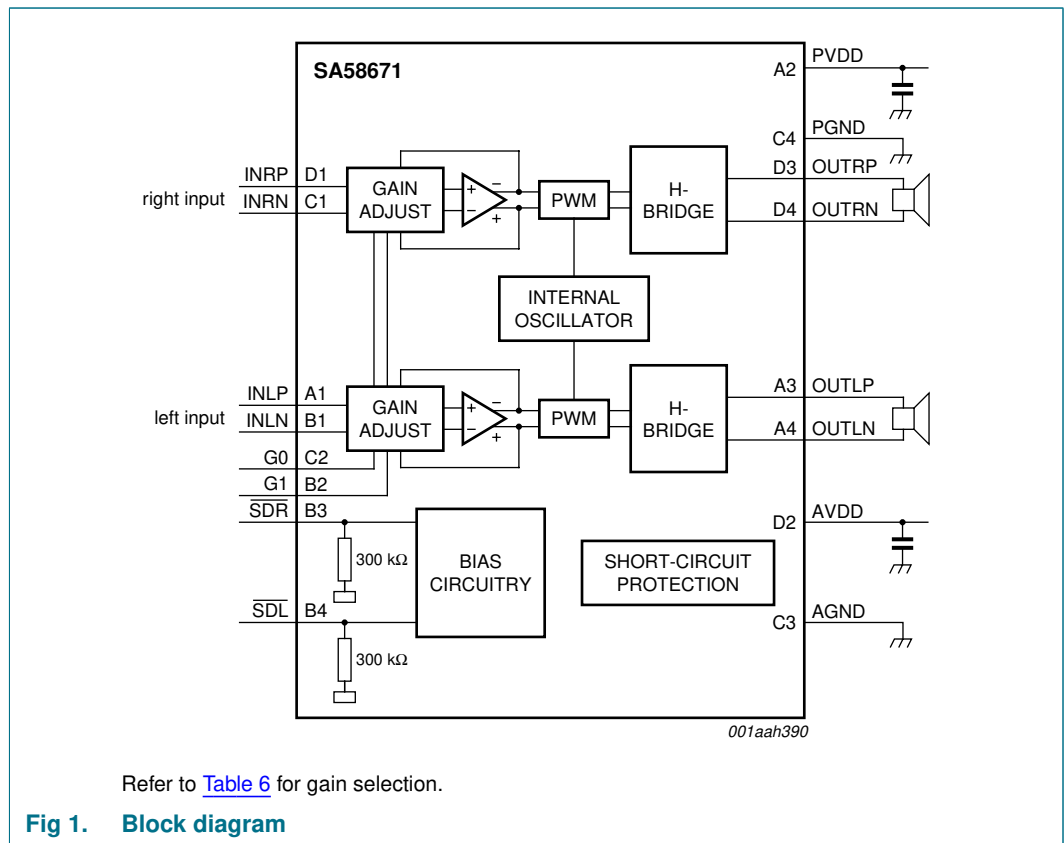 SA58671
A2 PVDD
C4 PGND
INRP D1
right input
INRN C1
GAIN
ADJUST
+ −
− +
PWM
H-
BRIDGE
D3 OUTRP
D4 OUTRN
INTERNAL
OSCILLATOR
INLP A1
left input
INLN B1
GAIN
ADJUST
+ −
− +
PWM
H-
BRIDGE
A3 OUTLP
A4 OUTLN
G0 C2
G1 B2
SDR B3
300 kΩ
BIAS
CIRCUITRY
SHORT-CIRCUIT
PROTECTION
D2 AVDD
SDL B4
300 kΩ
C3 AGND
001aah390
Refer to Table 6 for gain selection.
Fig 1. Block diagram